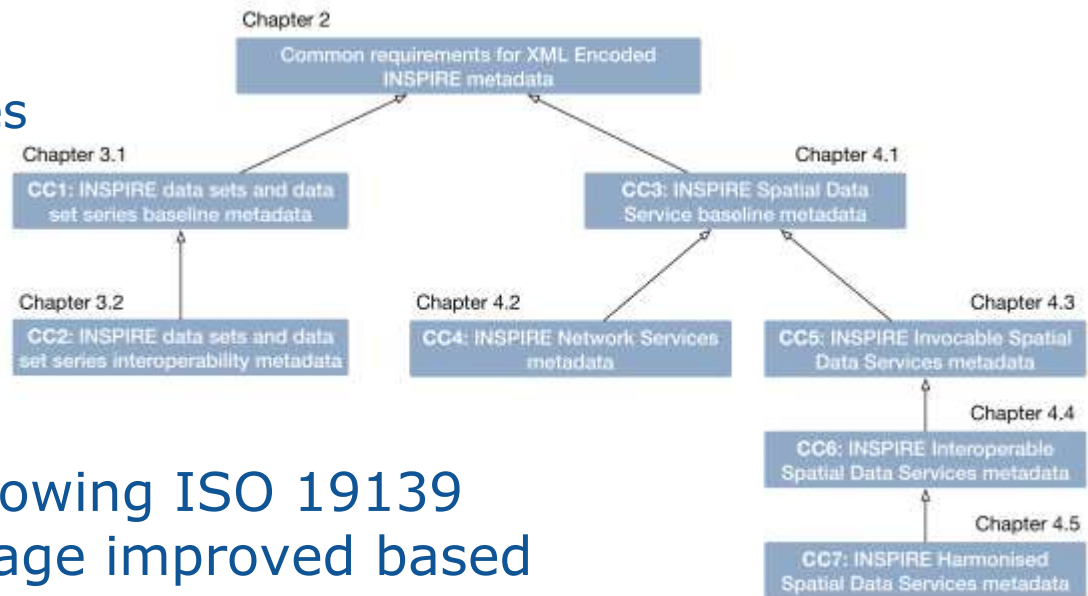 Chapter 2
Common requirements for XML Encoded
INSPIRE metadata
es
Chapter 3.1
Chapter 4.1
CC1: INSPIRE data sets and data
set series baseline metadata
CC3: INSPIRE Spatial Data
Service baseline metadata
Chapter 3.2
Chapter 4.2
Chapter 4.3
CC2: INSPIRE data sets and data
set series interoperability metadata
CC4: INSPIRE Network Services
metadata
CC5: INSPIRE Invocable Spatial
Data Services metadata
Chapter 4.4
CC6: INSPIRE Interoperable
Spatial Data Services metadata
Chapter 4.5
CC7: INSPIRE Harmonised
Spatial Data Services metadata
owing ISO 19139
age improved based